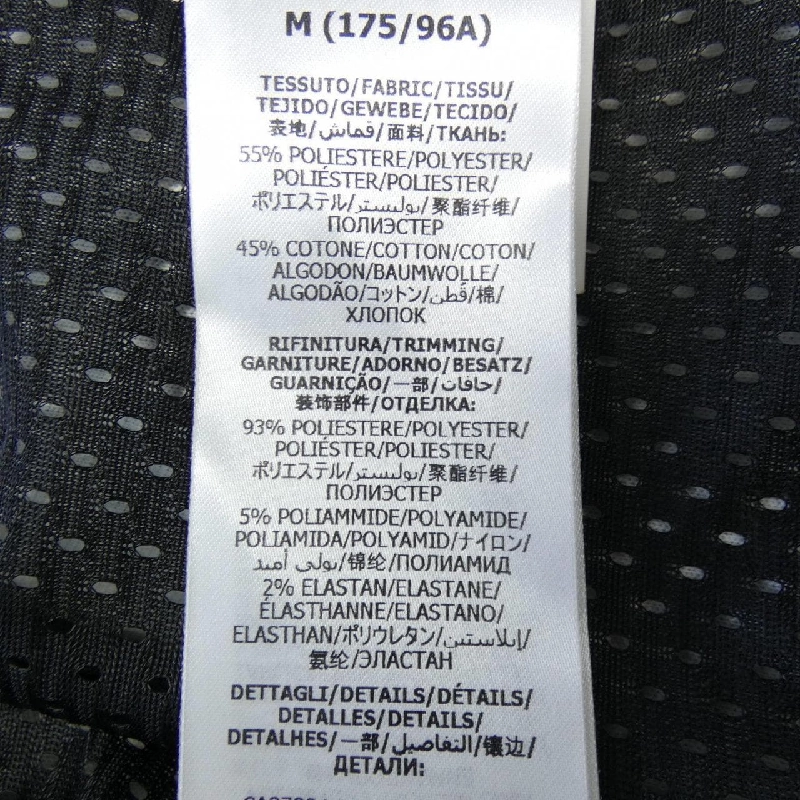 M (175/96A)
TESSUTO/FABRIC/TISSU/
TEJIDO/GEWEBE/TECIDO/
表地/قماش/面料/ТКАНЬ:
55% POLIESTERE/POLYESTER/
POLIÉSTER/POLIESTER/
ポリエステル/بوليستر/聚酯纤维/
ПОЛИЭСТЕР
45% COTONE/COTTON/COTON/
ALGODON/BAUMWOLLE/
ALGODÃO/コットン/قطن/棉/
ХЛОПОК
RIFINITURA/TRIMMING/
GARNITURE/ADORNO/BESATZ/
GUARNIÇÃO/一部/حافات/
装饰部件/ОТДЕЛКА:
93% POLIESTERE/POLYESTER/
POLIÉSTER/POLIESTER/
ポリエステル/بوليستر/聚酯纤维/
ПОЛИЭСТЕР
5% POLIAMMIDE/POLYAMIDE/
POLIAMIDA/POLYAMID/ナイロン/
بولي أميد/锦纶/ПОЛИАМИД
2% ELASTAN/ELASTANE/
ÉLASTHANNE/ELASTANO/
ELASTHAN/ポリウレタン/إيلاستين/
氨纶/ЭЛАСТАН
DETTAGLI/DETAILS/DÉTAILS/
DETALLES/DETAILS/
DETALHES/一部/التفاصيل/镶边/
ДЕТАЛИ: